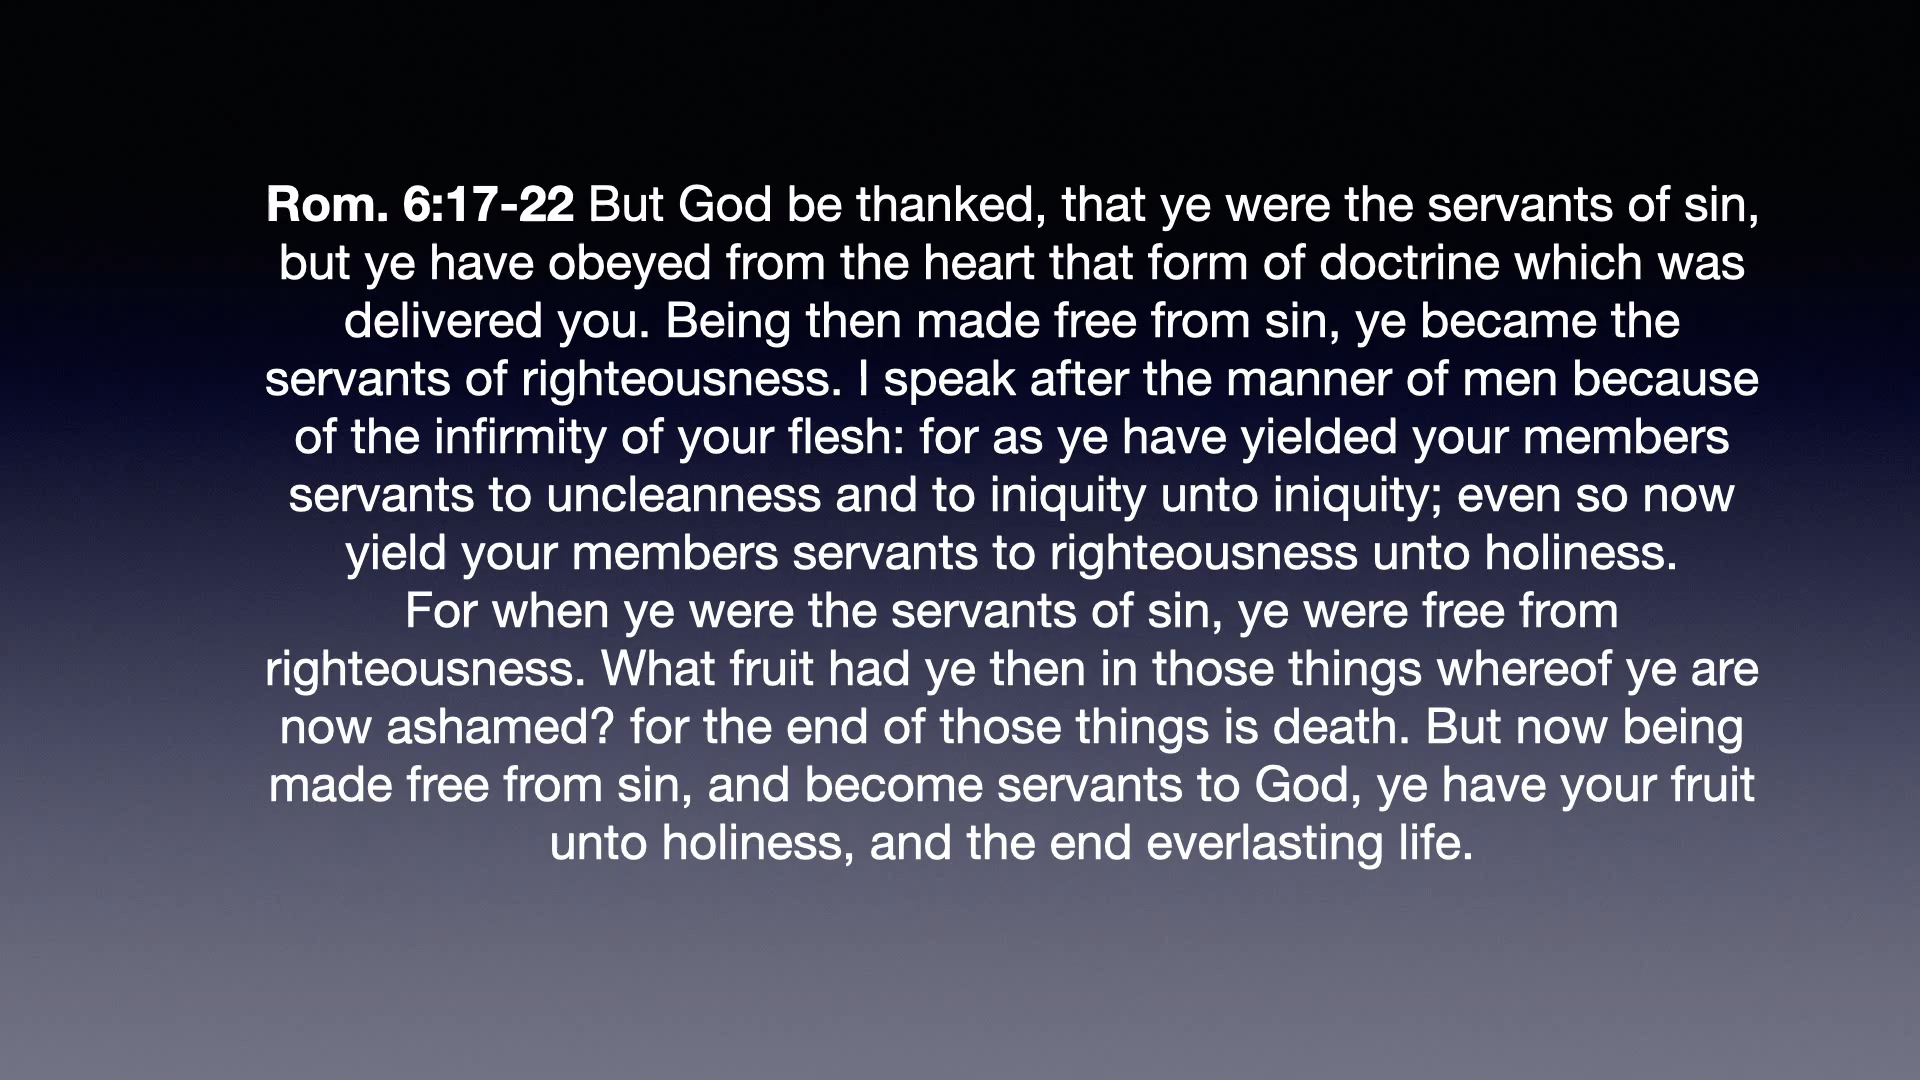 Rom. 6:17-22 But God be thanked, that ye were the servants of sin,
but ye have obeyed from the heart that form of doctrine which was
delivered you. Being then made free from sin, ye became the
servants of righteousness. I speak after the manner of men because
of the infirmity of your flesh: for as ye have yielded your members
servants to uncleanness and to iniquity unto iniquity; even so now
yield your members servants to righteousness unto holiness.
For when ye were the servants of sin, ye were free from
righteousness. What fruit had ye then in those things whereof ye are
now ashamed? for the end of those things is death. But now being
made free from sin, and become servants to God, ye have your fruit
unto holiness, and the end everlasting life.